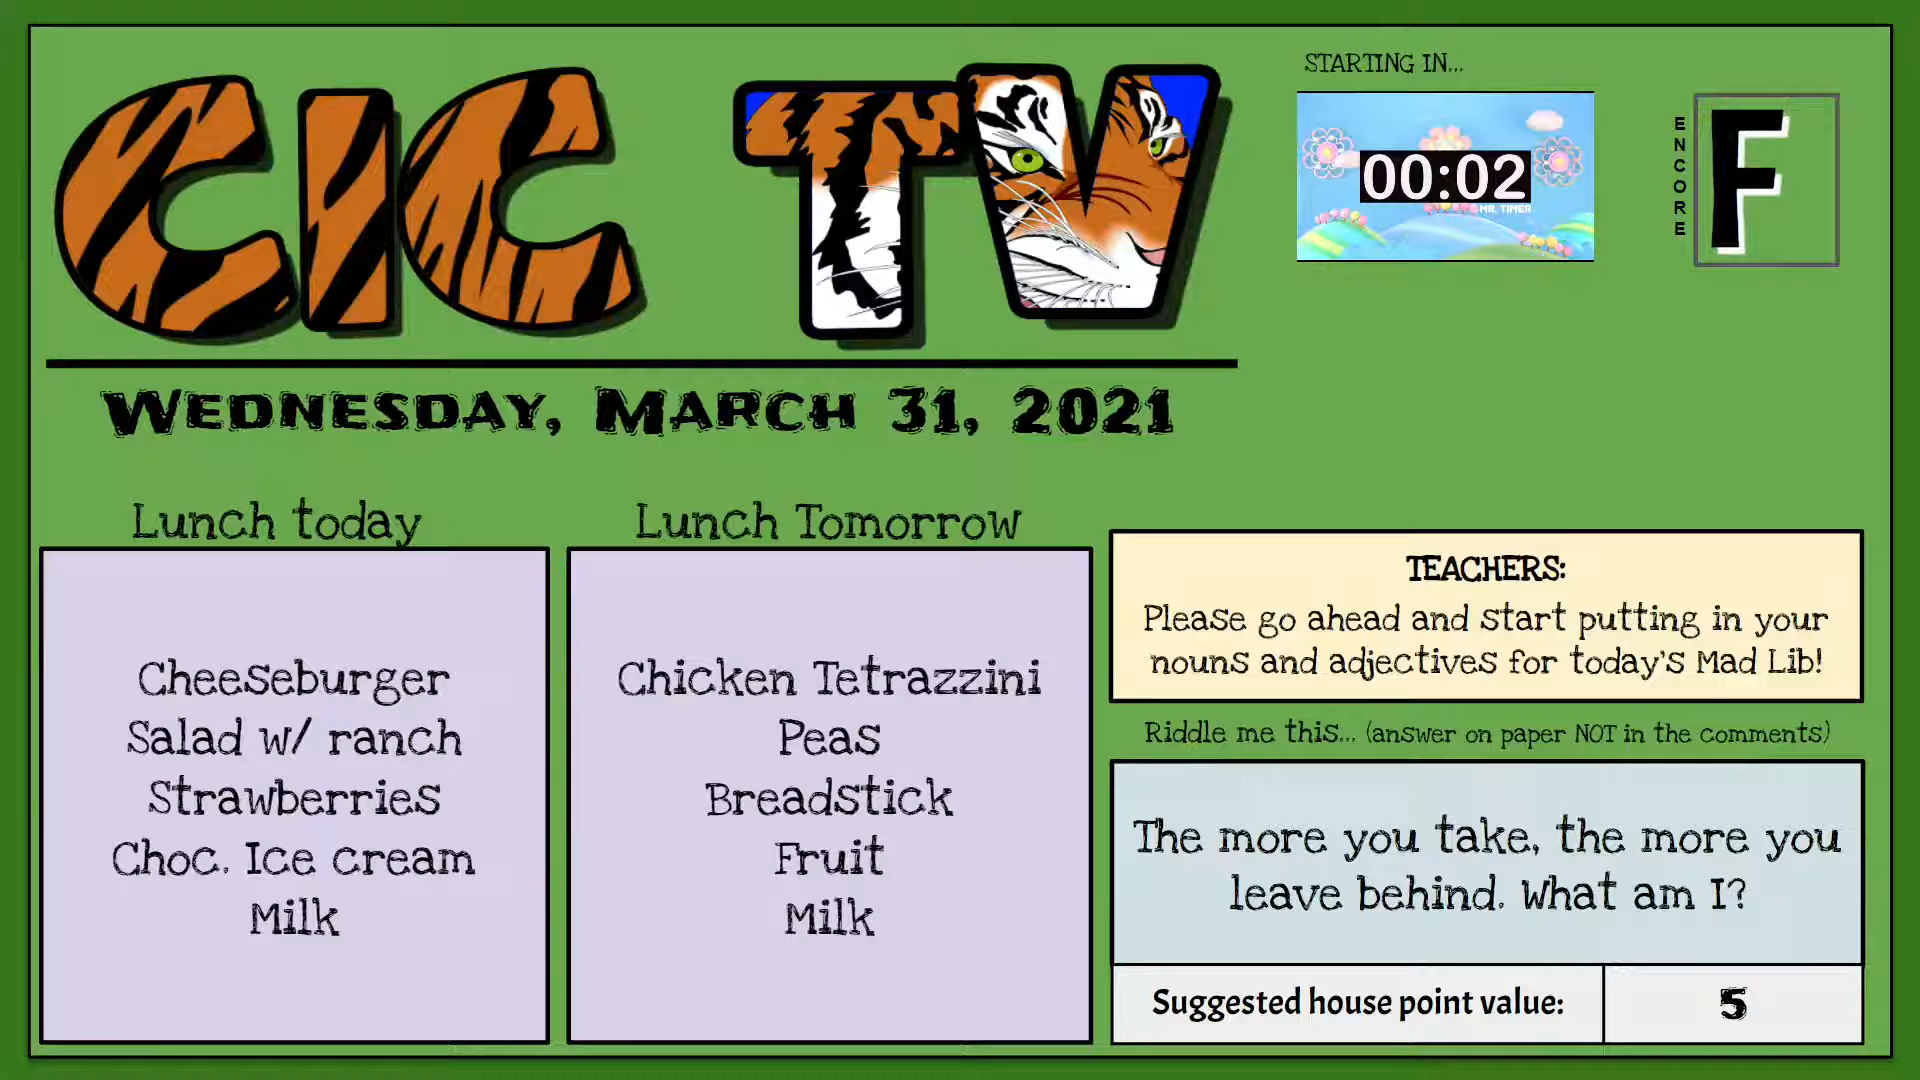 CIC TV
STARTING IN...
00:02
MR. TIMER
ENCORE
F
Wednesday, March 31, 2021
Lunch today
Cheeseburger
Salad w/ ranch
Strawberries
Choc. Ice cream
Milk
Lunch Tomorrow
Chicken Tetrazzini
Peas
Breadstick
Fruit
Milk
TEACHERS:
Please go ahead and start putting in your
nouns and adjectives for today's Mad Lib!
Riddle me this... (answer on paper NOT in the comments)
The more you take, the more you
leave behind. What am I?
Suggested house point value:
5